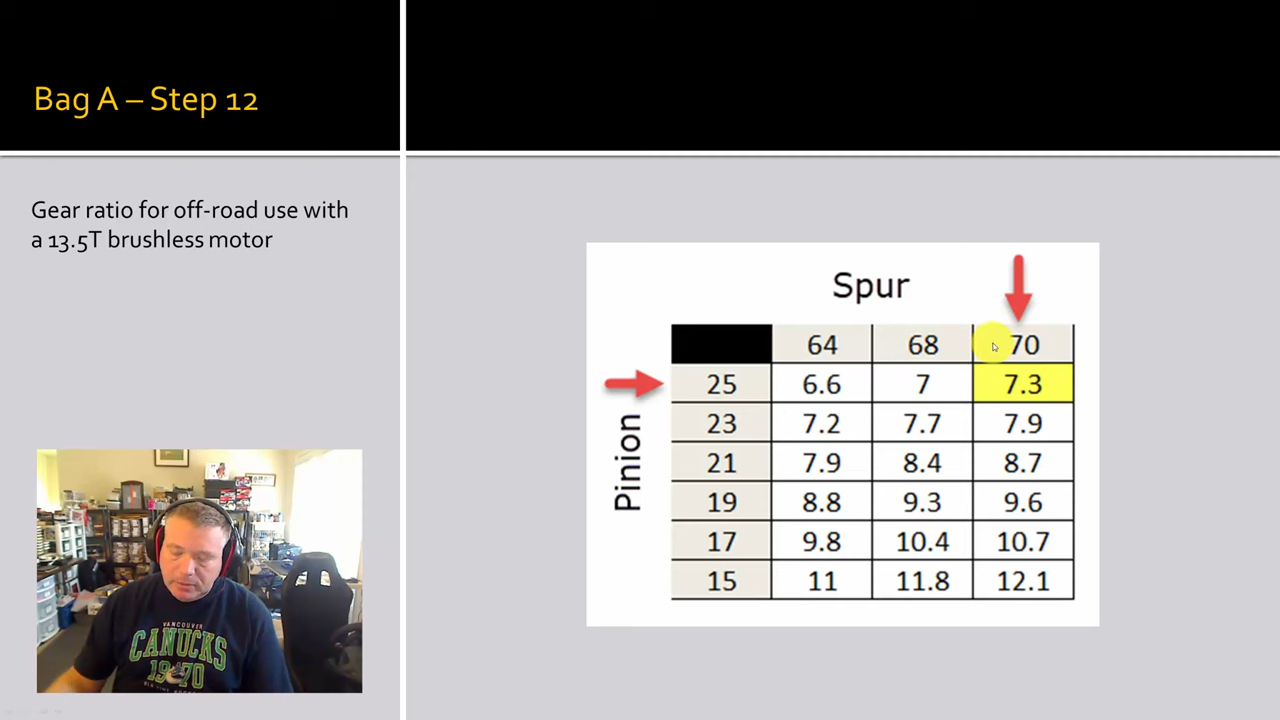 Bag A – Step 12
Gear ratio for off-road use with
a 13.5T brushless motor
Spur
64 68 70
25 6.6 7 7.3
23 7.2 7.7 7.9
21 7.9 8.4 8.7
19 8.8 9.3 9.6
17 9.8 10.4 10.7
15 11 11.8 12.1
Pinion
VANCOUVER
CANUCKS
1970